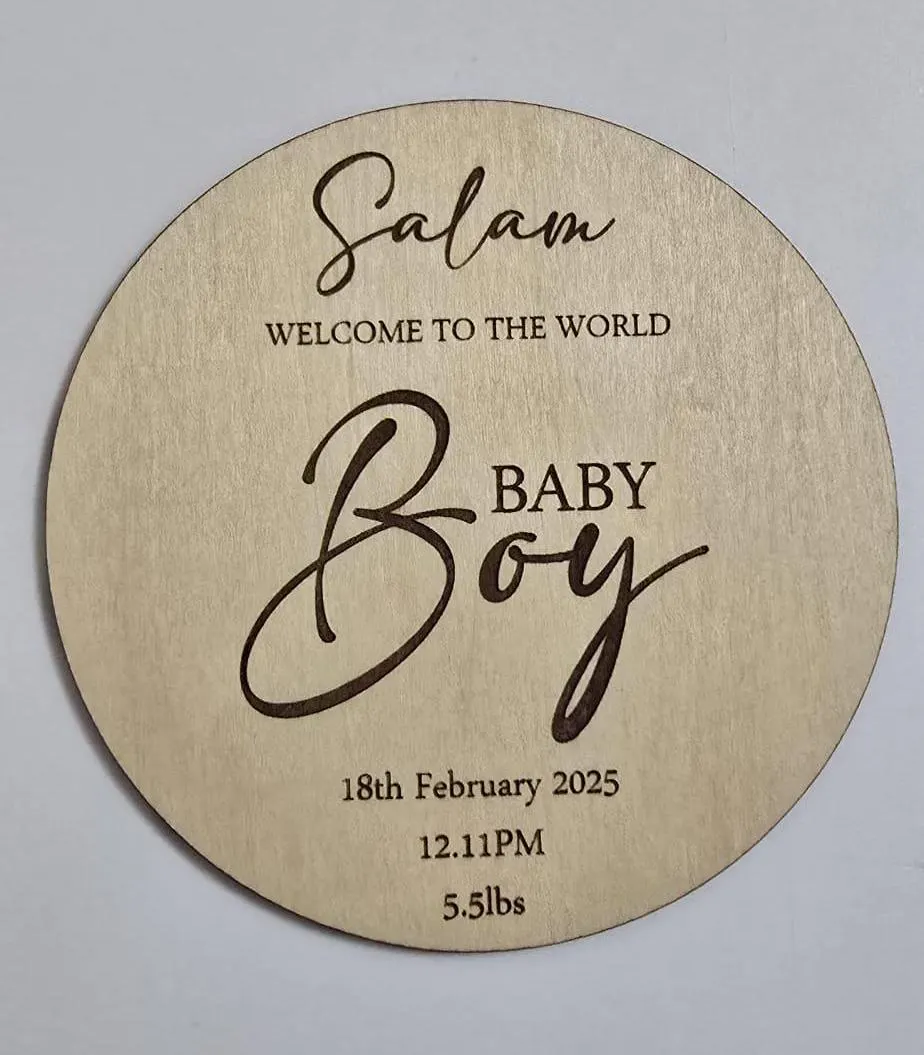 Salam
WELCOME TO THE WORLD
BABY
Boy
18th February 2025
12.11PM
5.5lbs